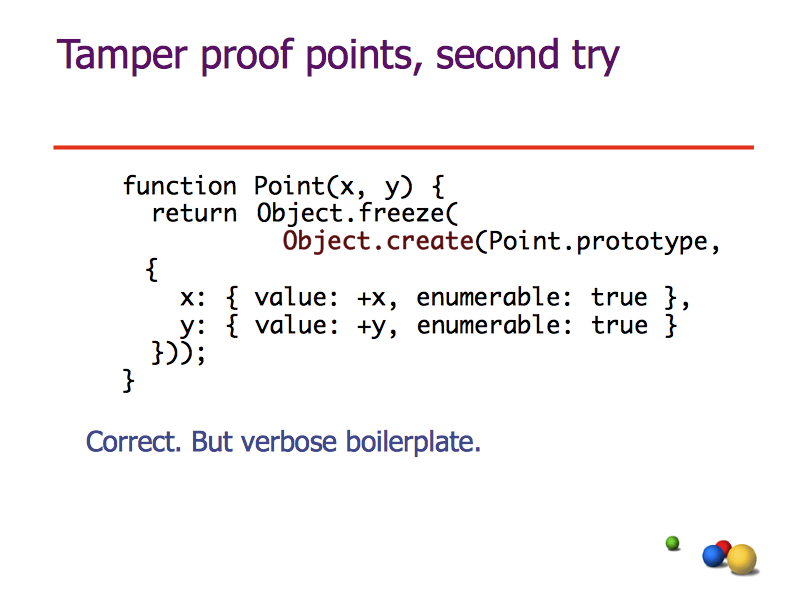 Tamper proof points, second try
function Point(x, y) {
return Object.freeze(
Object.create(Point.prototype,
{
x: { value: +x, enumerable: true },
y: { value: +y, enumerable: true }
}));
}
Correct. But verbose boilerplate.